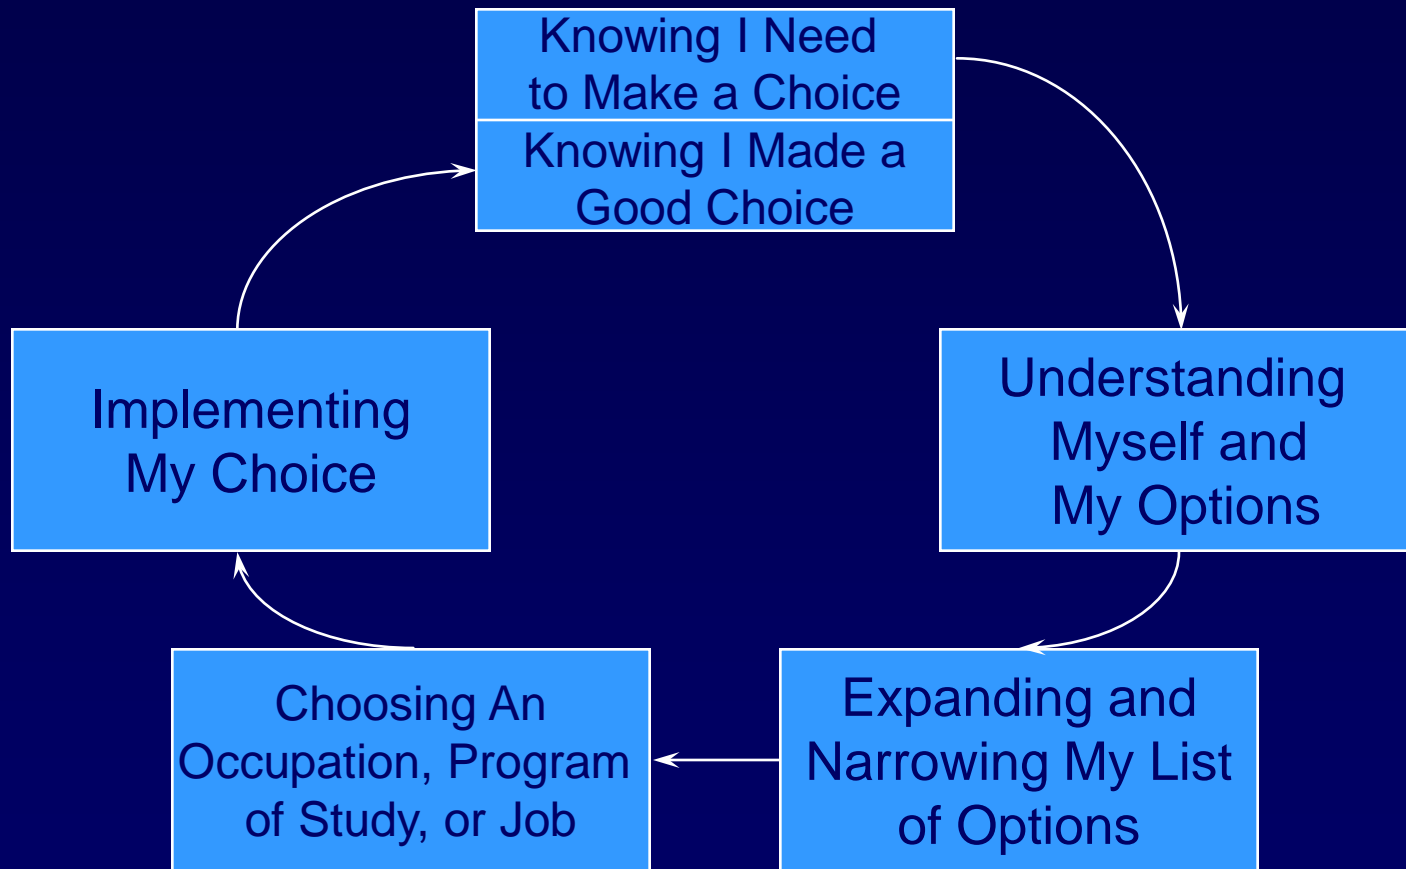 Knowing I Need
to Make a Choice
Knowing I Made a
Good Choice
Understanding
Myself and
My Options
Expanding and
Narrowing My List
of Options
Choosing An
Occupation, Program
of Study, or Job
Implementing
My Choice